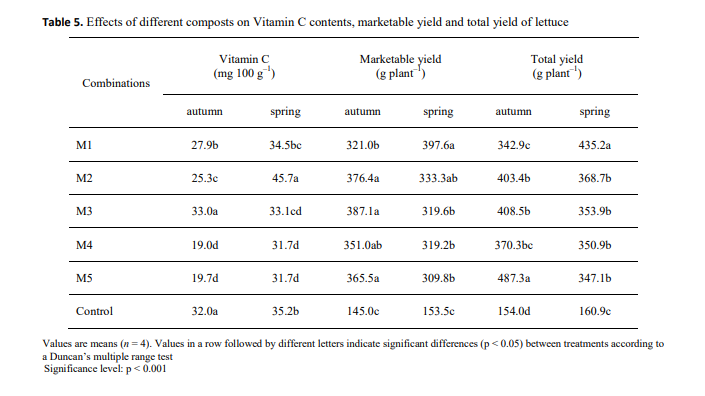 Table 5. Effects of different composts on Vitamin C contents, marketable yield and total yield of lettuce
Combinations Vitamin C (mg 100 g⁻¹) Marketable yield (g plant⁻¹) Total yield (g plant⁻¹)
autumn spring autumn spring autumn spring
M1 27.9b 34.5bc 321.0b 397.6a 342.9c 435.2a
M2 25.3c 45.7a 376.4a 333.3ab 403.4b 368.7b
M3 33.0a 33.1cd 387.1a 319.6b 408.5b 353.9b
M4 19.0d 31.7d 351.0ab 319.2b 370.3bc 350.9b
M5 19.7d 31.7d 365.5a 309.8b 487.3a 347.1b
Control 32.0a 35.2b 145.0c 153.5c 154.0d 160.9c
Values are means (n = 4). Values in a row followed by different letters indicate significant differences (p < 0.05) between treatments according to
a Duncan's multiple range test
Significance level: p < 0.001